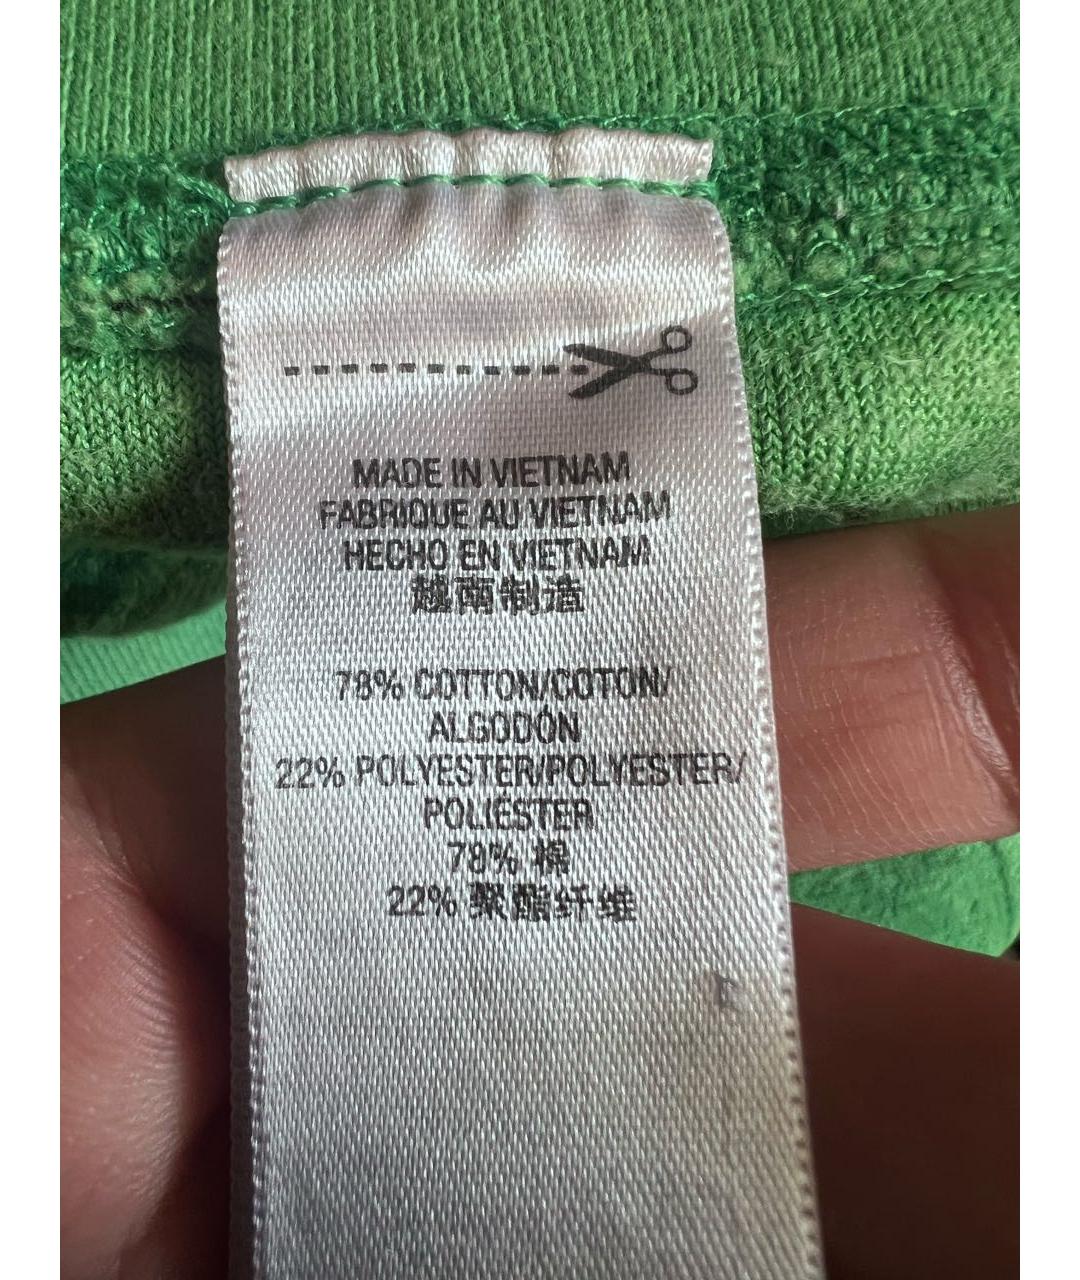 MADE IN VIETNAM
FABRIQUE AU VIETNAM
HECHO EN VIETNAM
越南制造
78% COTTON/COTON/
ALGODÓN
22% POLYESTER/POLYESTER/
POLIÉSTER
78% 棉
22% 聚酯纤维